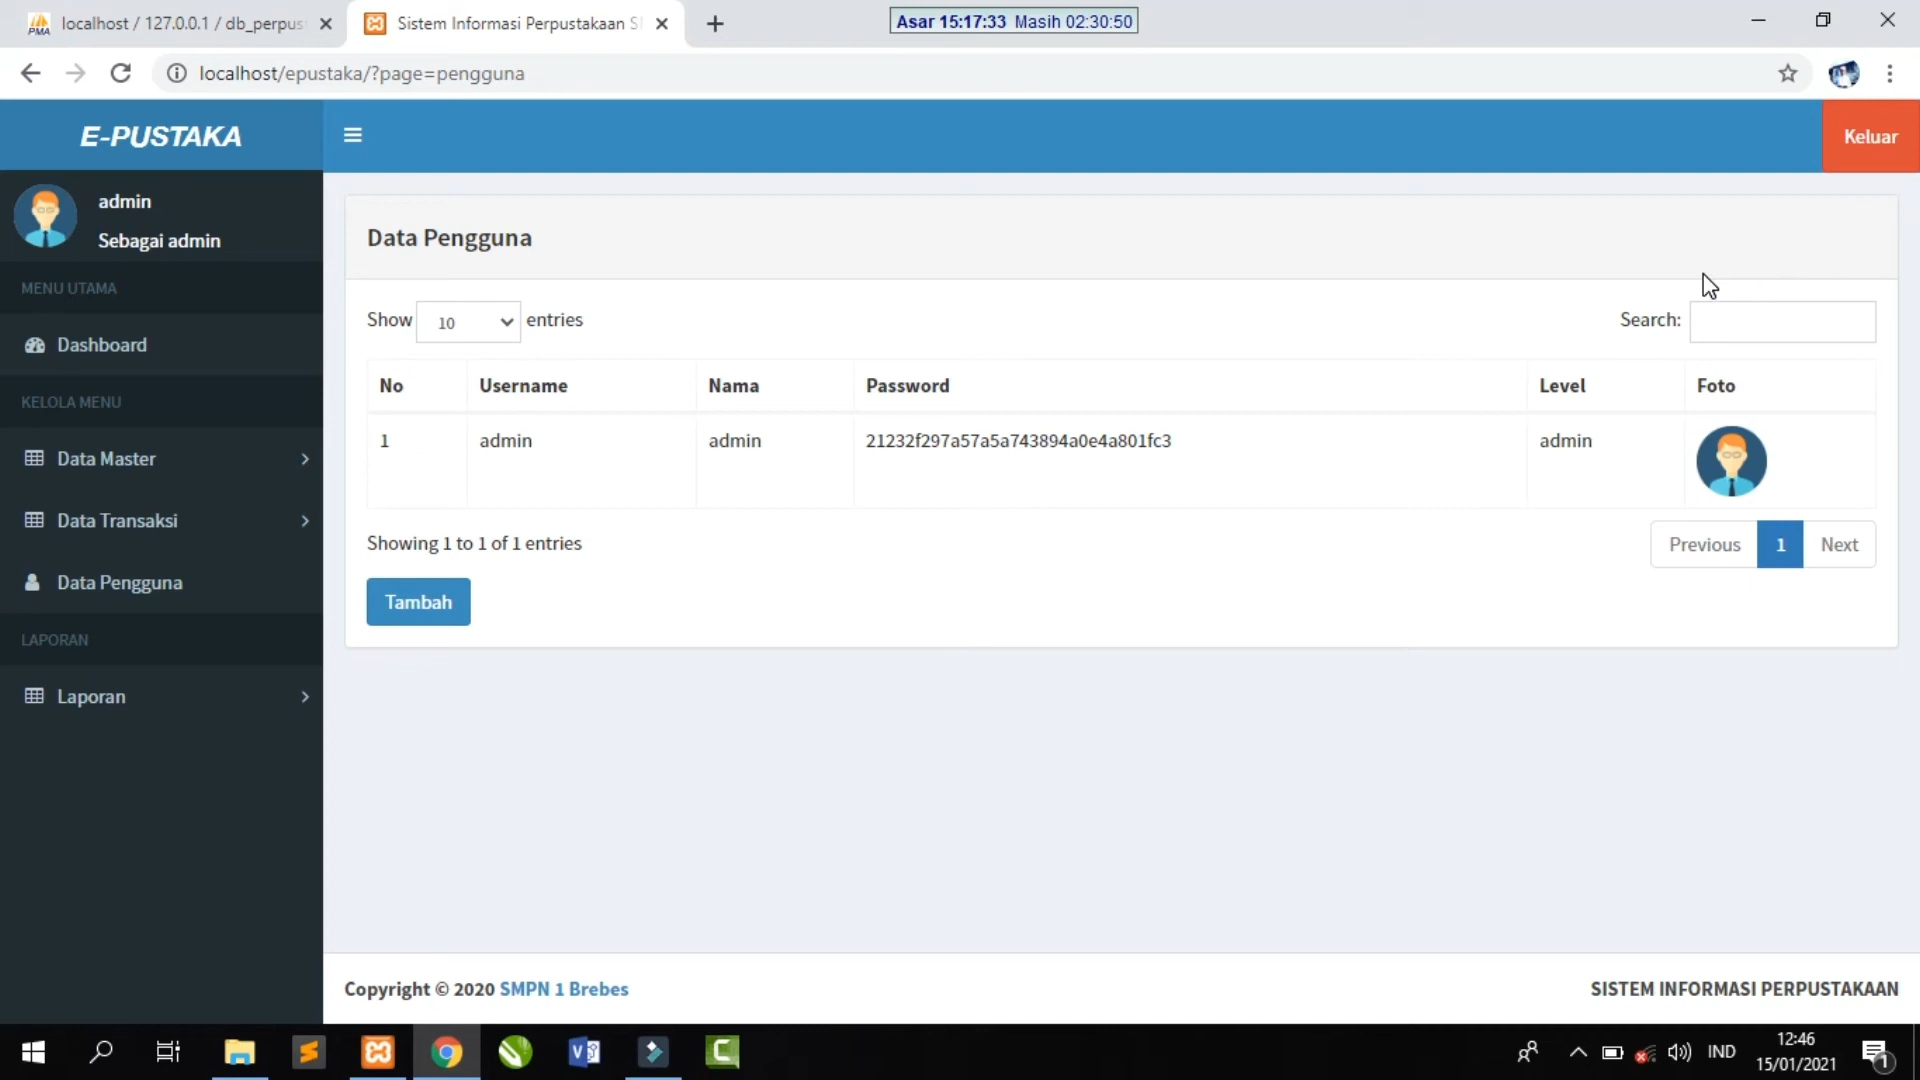 localhost / 127.0.0.1 / db_perpus
Sistem Informasi Perpustakaan S
Asar 15:17:33 Masih 02:30:50
localhost/epustaka/?page=pengguna
E-PUSTAKA
Keluar
admin
Sebagai admin
MENU UTAMA
Dashboard
KELOLA MENU
Data Master
Data Transaksi
Data Pengguna
LAPORAN
Laporan
Data Pengguna
Show 10 entries
Search:
No Username Nama Password Level Foto
1 admin admin 21232f297a57a5a743894a0e4a801fc3 admin
Showing 1 to 1 of 1 entries
Previous 1 Next
Tambah
Copyright © 2020 SMPN 1 Brebes
SISTEM INFORMASI PERPUSTAKAAN
IND
12:46
15/01/2021
1